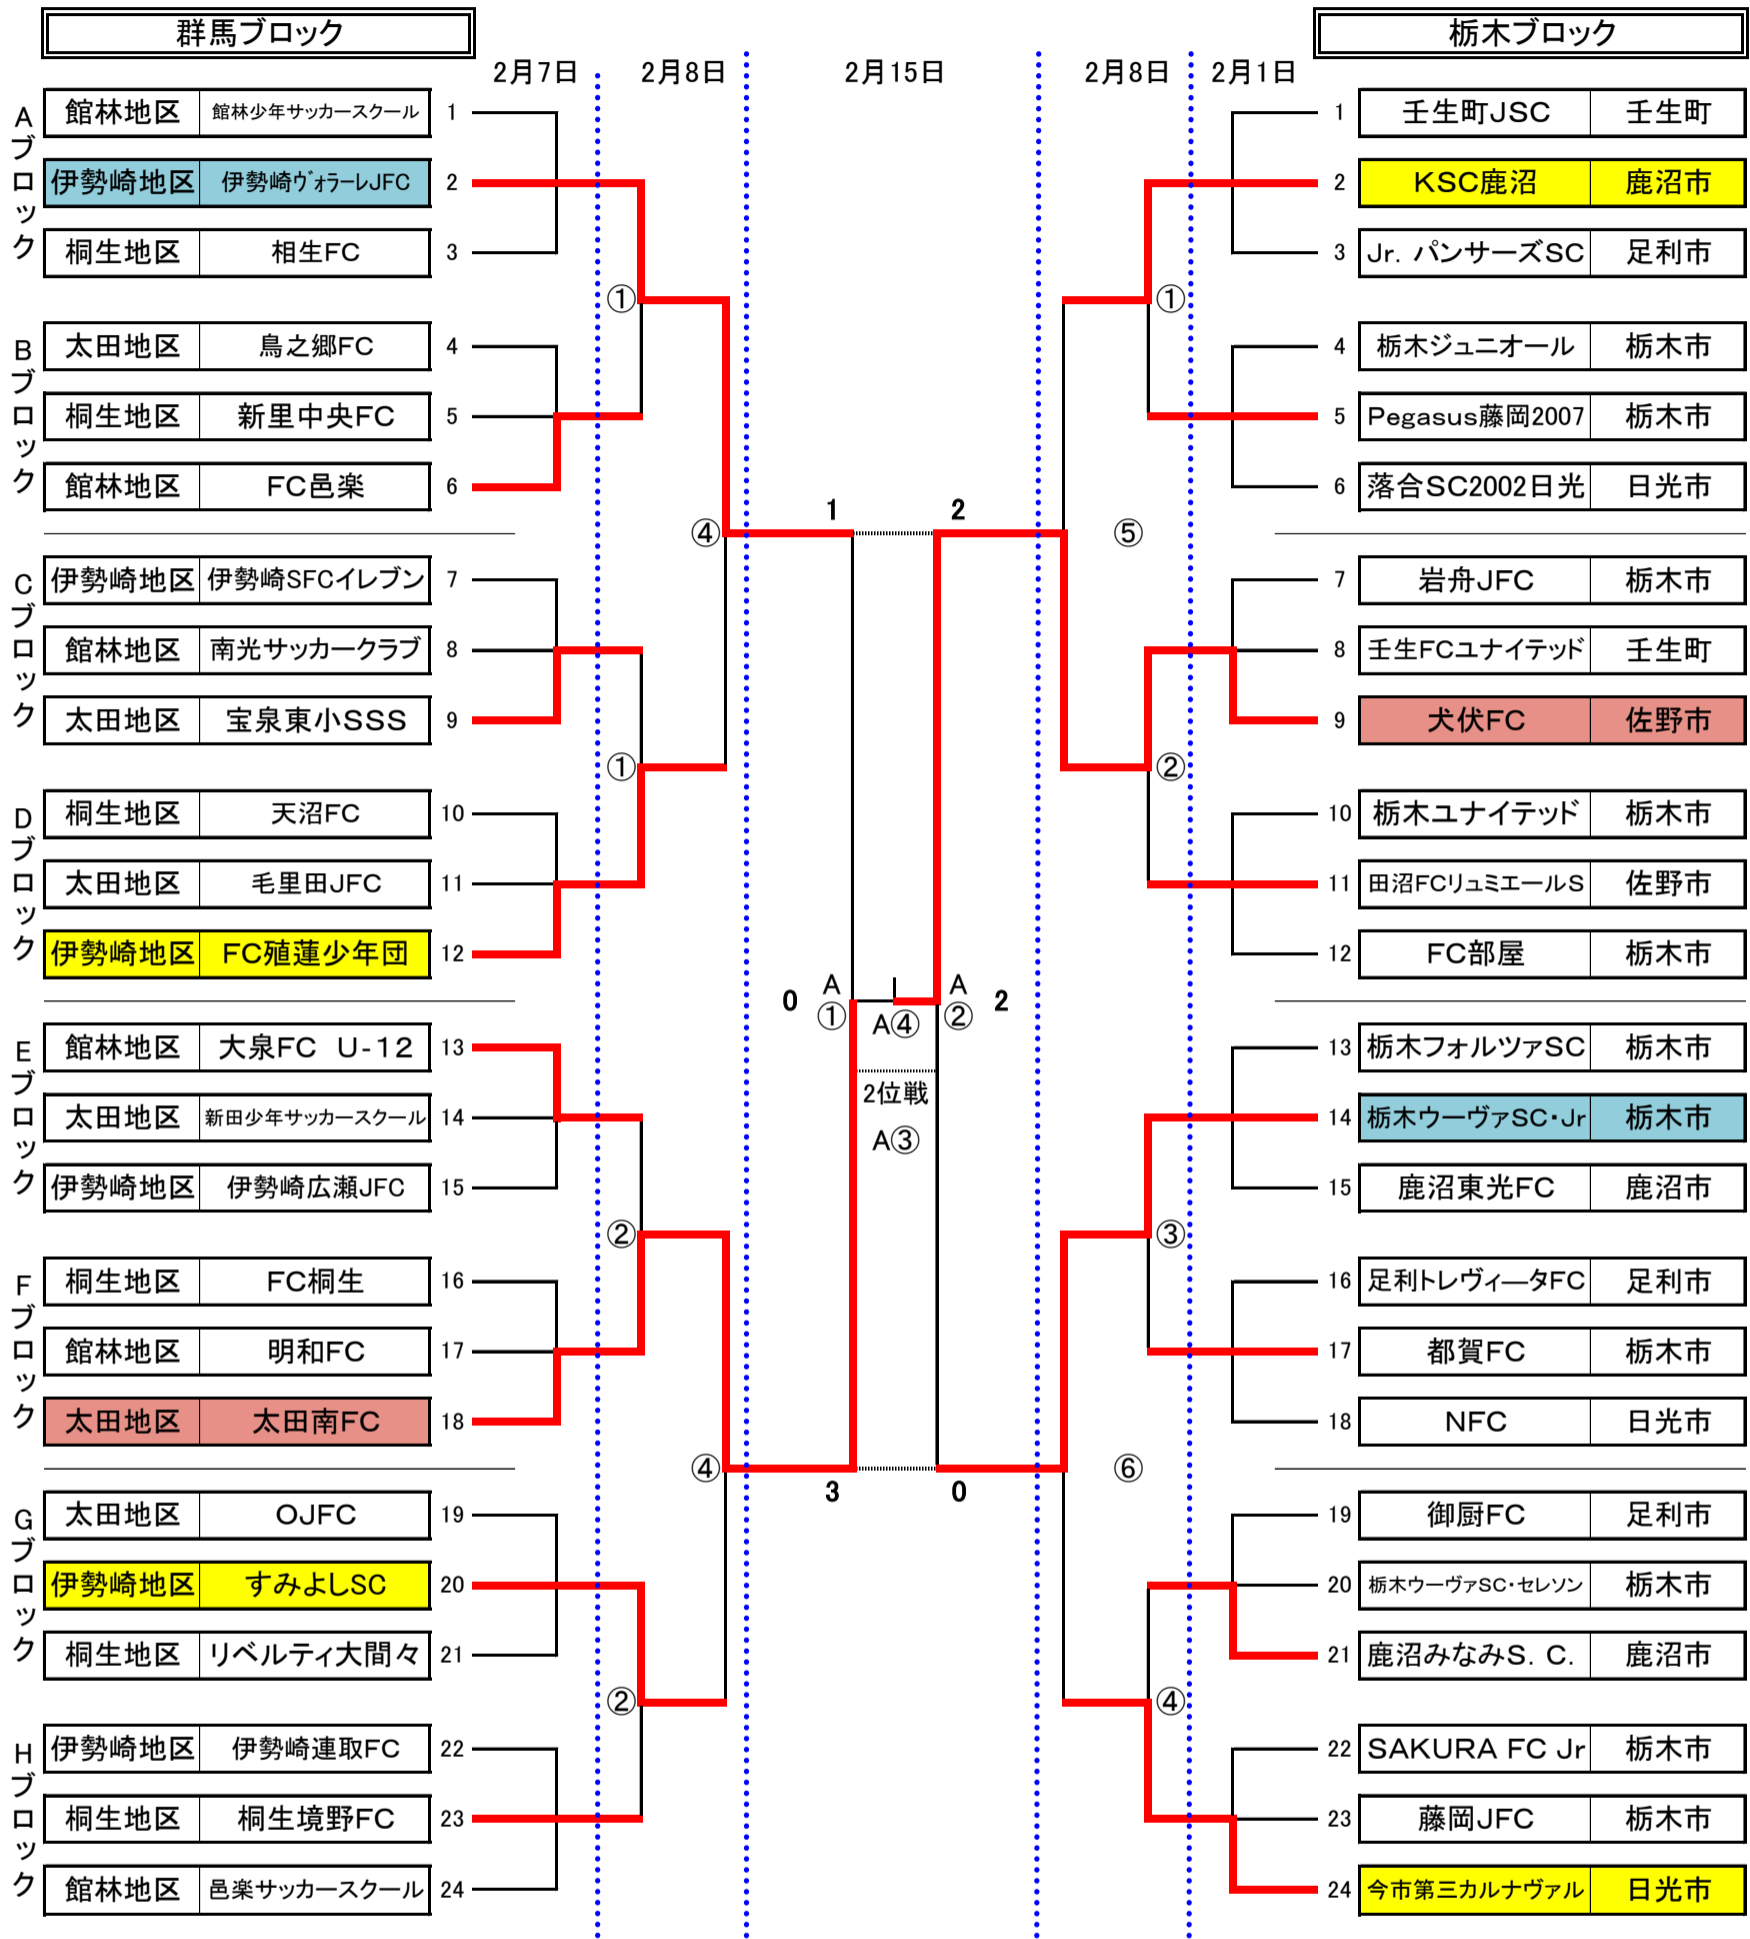 群馬ブロック
栃木ブロック
2月7日 2月8日 2月15日 2月8日 2月1日
Aブロック
館林地区 館林少年サッカースクール 1
伊勢崎地区 伊勢崎ヴォラーレJFC 2
桐生地区 相生FC 3
①
Bブロック
太田地区 鳥之郷FC 4
桐生地区 新里中央FC 5
館林地区 FC邑楽 6
④
Cブロック
伊勢崎地区 伊勢崎SFCイレブン 7
館林地区 南光サッカークラブ 8
太田地区 宝泉東小SSS 9
①
Dブロック
桐生地区 天沼FC 10
太田地区 毛里田JFC 11
伊勢崎地区 FC殖蓮少年団 12
Eブロック
館林地区 大泉FC U-12 13
太田地区 新田少年サッカースクール 14
伊勢崎地区 伊勢崎広瀬JFC 15
②
Fブロック
桐生地区 FC桐生 16
館林地区 明和FC 17
太田地区 太田南FC 18
④
Gブロック
太田地区 OJFC 19
伊勢崎地区 すみよしSC 20
桐生地区 リベルティ大間々 21
②
Hブロック
伊勢崎地区 伊勢崎連取FC 22
桐生地区 桐生境野FC 23
館林地区 邑楽サッカースクール 24
1 2
0 A① A④ A② 2
2位戦
A③
3 0
1 壬生町JSC 壬生町
2 KSC鹿沼 鹿沼市
3 Jr. パンサーズSC 足利市
①
4 栃木ジュニオール 栃木市
5 Pegasus藤岡2007 栃木市
6 落合SC2002日光 日光市
⑤
7 岩舟JFC 栃木市
8 壬生FCユナイテッド 壬生町
9 犬伏FC 佐野市
②
10 栃木ユナイテッド 栃木市
11 田沼FCリュミエールS 佐野市
12 FC部屋 栃木市
13 栃木フォルツァSC 栃木市
14 栃木ウーヴァSC・Jr 栃木市
15 鹿沼東光FC 鹿沼市
③
16 足利トレヴィ―タFC 足利市
17 都賀FC 栃木市
18 NFC 日光市
⑥
19 御厨FC 足利市
20 栃木ウーヴァSC・セレソン 栃木市
21 鹿沼みなみS. C. 鹿沼市
④
22 SAKURA FC Jr 栃木市
23 藤岡JFC 栃木市
24 今市第三カルナヴァル 日光市